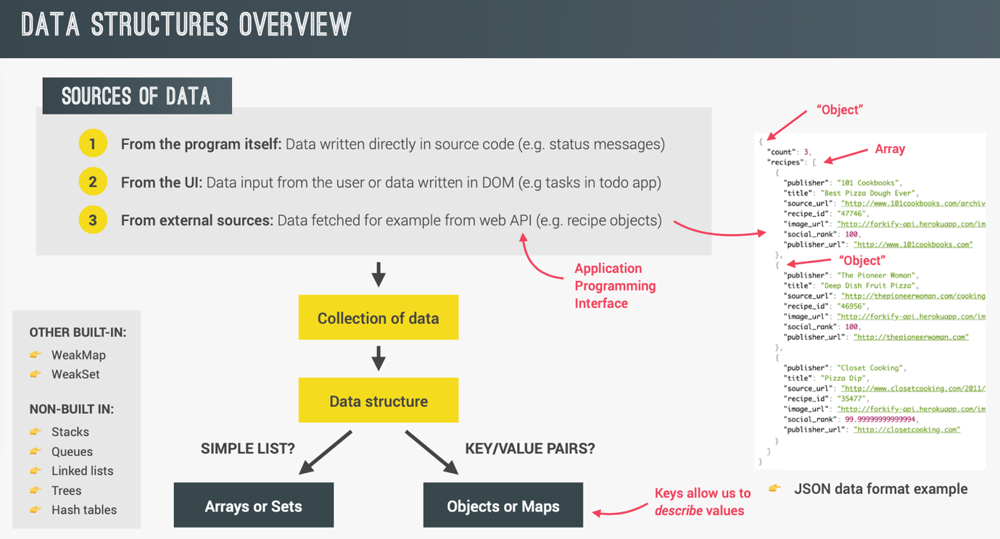 DATA STRUCTURES OVERVIEW
SOURCES OF DATA
1 From the program itself: Data written directly in source code (e.g. status messages)
2 From the UI: Data input from the user or data written in DOM (e.g tasks in todo app)
3 From external sources: Data fetched for example from web API (e.g. recipe objects)
Application
Programming
Interface
Collection of data
Data structure
SIMPLE LIST?
KEY/VALUE PAIRS?
Arrays or Sets
Objects or Maps
Keys allow us to
describe values
OTHER BUILT-IN:
👉 WeakMap
👉 WeakSet
NON-BUILT IN:
👉 Stacks
👉 Queues
👉 Linked lists
👉 Trees
👉 Hash tables
"Object"
Array
"Object"
{
"count": 3,
"recipes": [
{
"publisher": "101 Cookbooks",
"title": "Best Pizza Dough Ever",
"source_url": "http://www.101cookbooks.com/archiv
"recipe_id": "47746",
"image_url": "http://forkify-api.herokuapp.com/im
"social_rank": 100,
"publisher_url": "http://www.101cookbooks.com"
},
{
"publisher": "The Pioneer Woman",
"title": "Deep Dish Fruit Pizza",
"source_url": "http://thepioneerwoman.com/cooking
"recipe_id": "46956",
"image_url": "http://forkify-api.herokuapp.com/im
"social_rank": 100,
"publisher_url": "http://thepioneerwoman.com"
},
{
"publisher": "Closet Cooking",
"title": "Pizza Dip",
"source_url": "http://www.closetcooking.com/2011/
"recipe_id": "35477",
"image_url": "http://forkify-api.herokuapp.com/im
"social_rank": 99.99999999999994,
"publisher_url": "http://closetcooking.com"
}
]
}
👉 JSON data format example